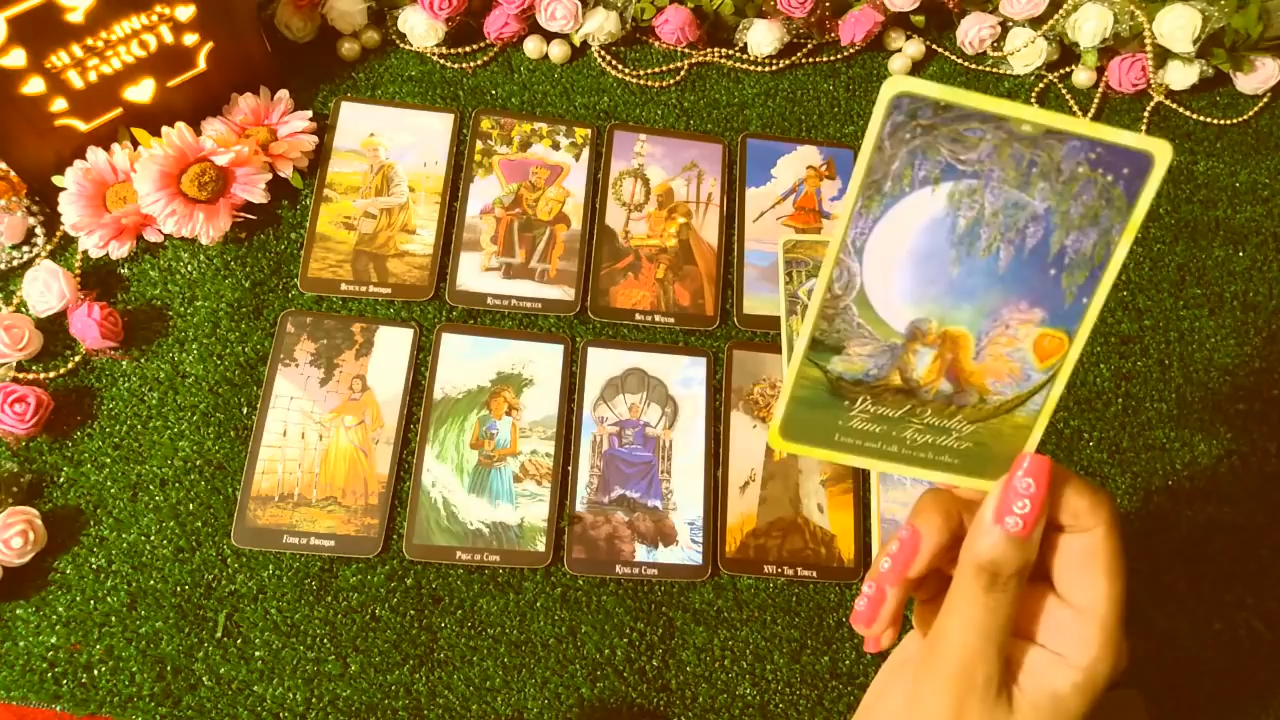 BLESSINGS
TAROT
SEVEN OF SWORDS
KING OF PENTACLES
SIX OF WANDS
FOUR OF SWORDS
PAGE OF CUPS
KING OF CUPS
XVI • THE TOWER
Spend Quality
Time Together
Listen and talk to each other.